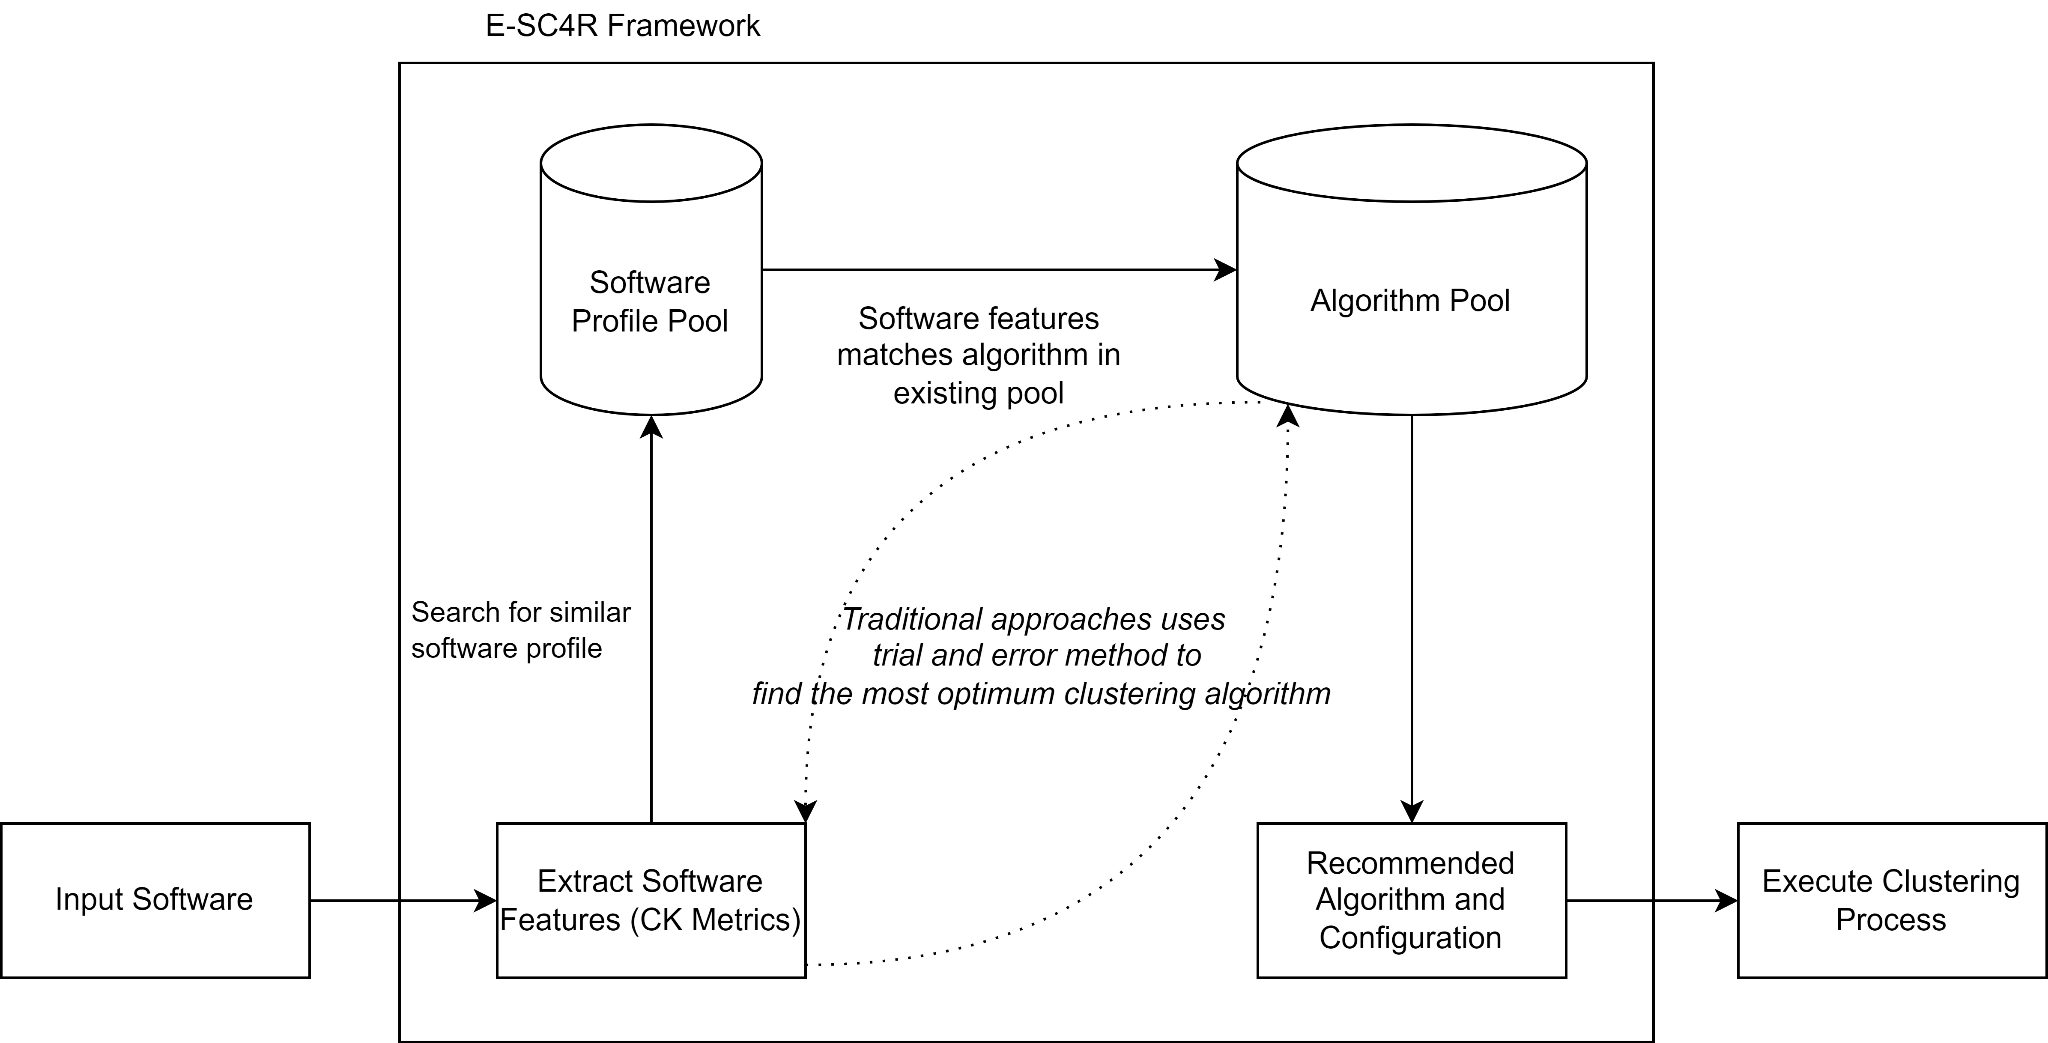 E-SC4R Framework
Software
Profile Pool
Algorithm Pool
Software features
matches algorithm in
existing pool
Search for similar
software profile
Traditional approaches uses
trial and error method to
find the most optimum clustering algorithm
Input Software
Extract Software
Features (CK Metrics)
Recommended
Algorithm and
Configuration
Execute Clustering
Process